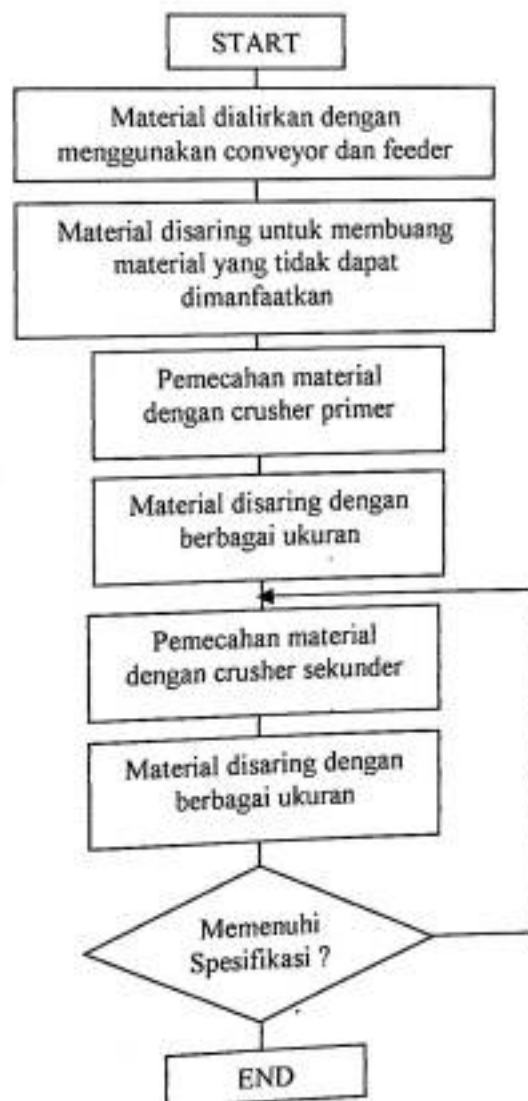 START
Material dialirkan dengan
menggunakan conveyor dan feeder
Material disaring untuk membuang
material yang tidak dapat
dimanfaatkan
Pemecahan material
dengan crusher primer
Material disaring dengan
berbagai ukuran
Pemecahan material
dengan crusher sekunder
Material disaring dengan
berbagai ukuran
Memenuhi
Spesifikasi ?
END